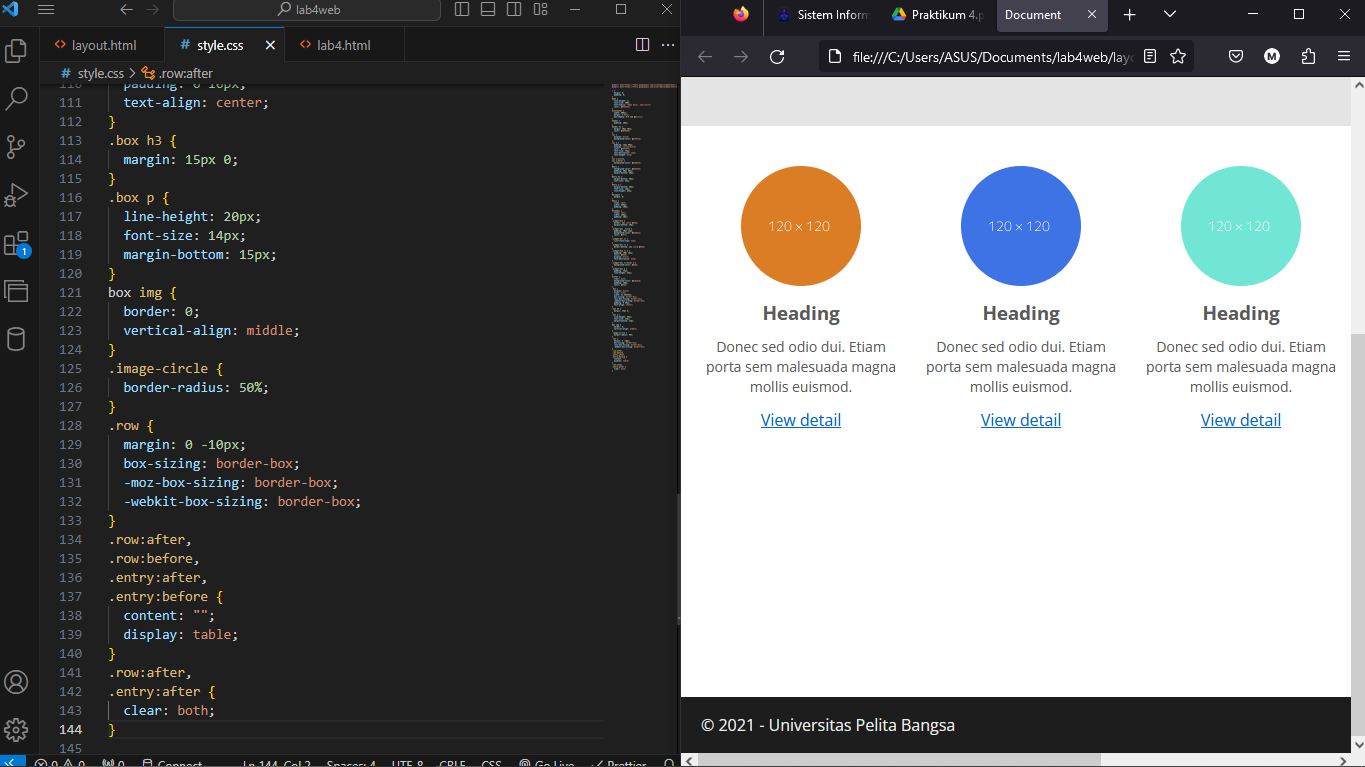 lab4web
layout.html
style.css
lab4.html
style.css > .row:after
110 padding: 0 10px;
111 text-align: center;
112 }
113 .box h3 {
114 margin: 15px 0;
115 }
116 .box p {
117 line-height: 20px;
118 font-size: 14px;
119 margin-bottom: 15px;
120 }
121 box img {
122 border: 0;
123 vertical-align: middle;
124 }
125 .image-circle {
126 border-radius: 50%;
127 }
128 .row {
129 margin: 0 -10px;
130 box-sizing: border-box;
131 -moz-box-sizing: border-box;
132 -webkit-box-sizing: border-box;
133 }
134 .row:after,
135 .row:before,
136 .entry:after,
137 .entry:before {
138 content: "";
139 display: table;
140 }
141 .row:after,
142 .entry:after {
143 clear: both;
144 }
145
1
0 0 0 Connect Ln 144, Col 2 Spaces: 4 UTF-8 CRLF CSS Go Live Prettier
Sistem Inform
Praktikum 4.p
Document
file:///C:/Users/ASUS/Documents/lab4web/layo
M
120 × 120
120 × 120
120 × 120
Heading
Heading
Heading
Donec sed odio dui. Etiam
porta sem malesuada magna
mollis euismod.
Donec sed odio dui. Etiam
porta sem malesuada magna
mollis euismod.
Donec sed odio dui. Etiam
porta sem malesuada magna
mollis euismod.
View detail
View detail
View detail
© 2021 - Universitas Pelita Bangsa